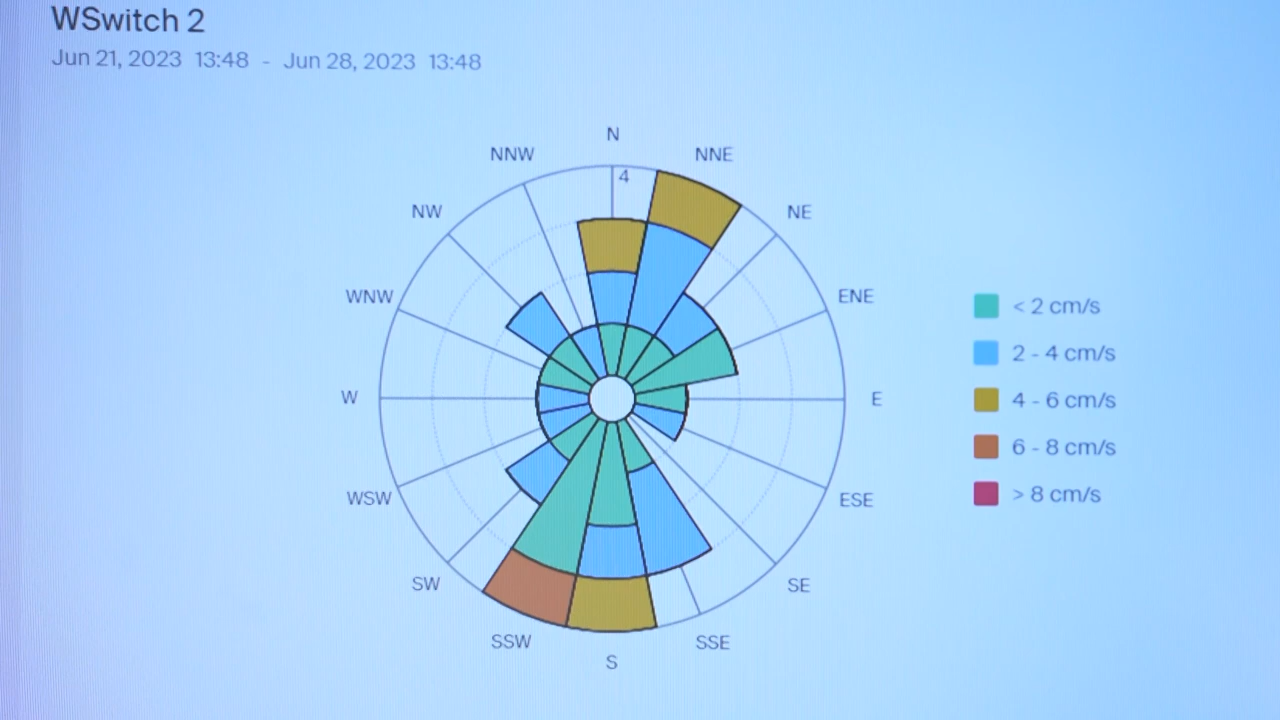 WSwitch 2
Jun 21, 2023 13:48 - Jun 28, 2023 13:48
N
NNW
NNE
4
NW
NE
WNW
ENE
< 2 cm/s
2 - 4 cm/s
W
E
4 - 6 cm/s
6 - 8 cm/s
WSW
ESE
> 8 cm/s
SW
SE
SSW
SSE
S